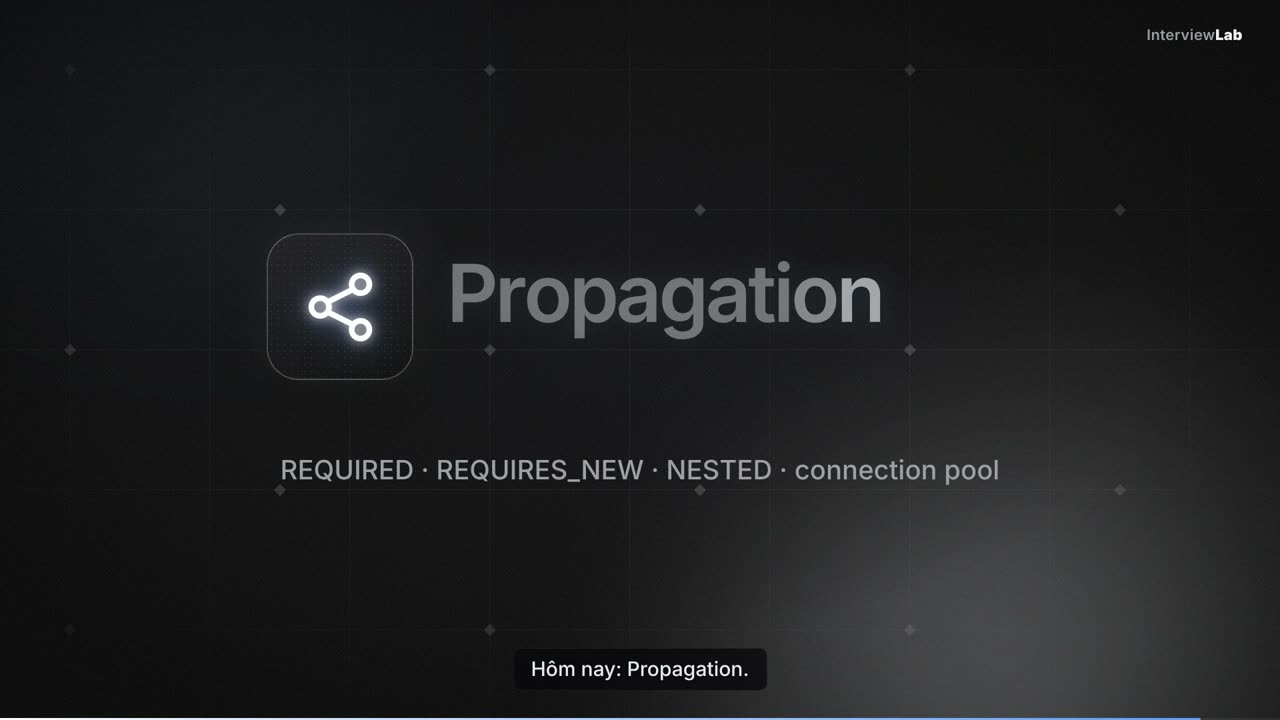 InterviewLab
Propagation
REQUIRED · REQUIRES_NEW · NESTED · connection pool
Hôm nay: Propagation.